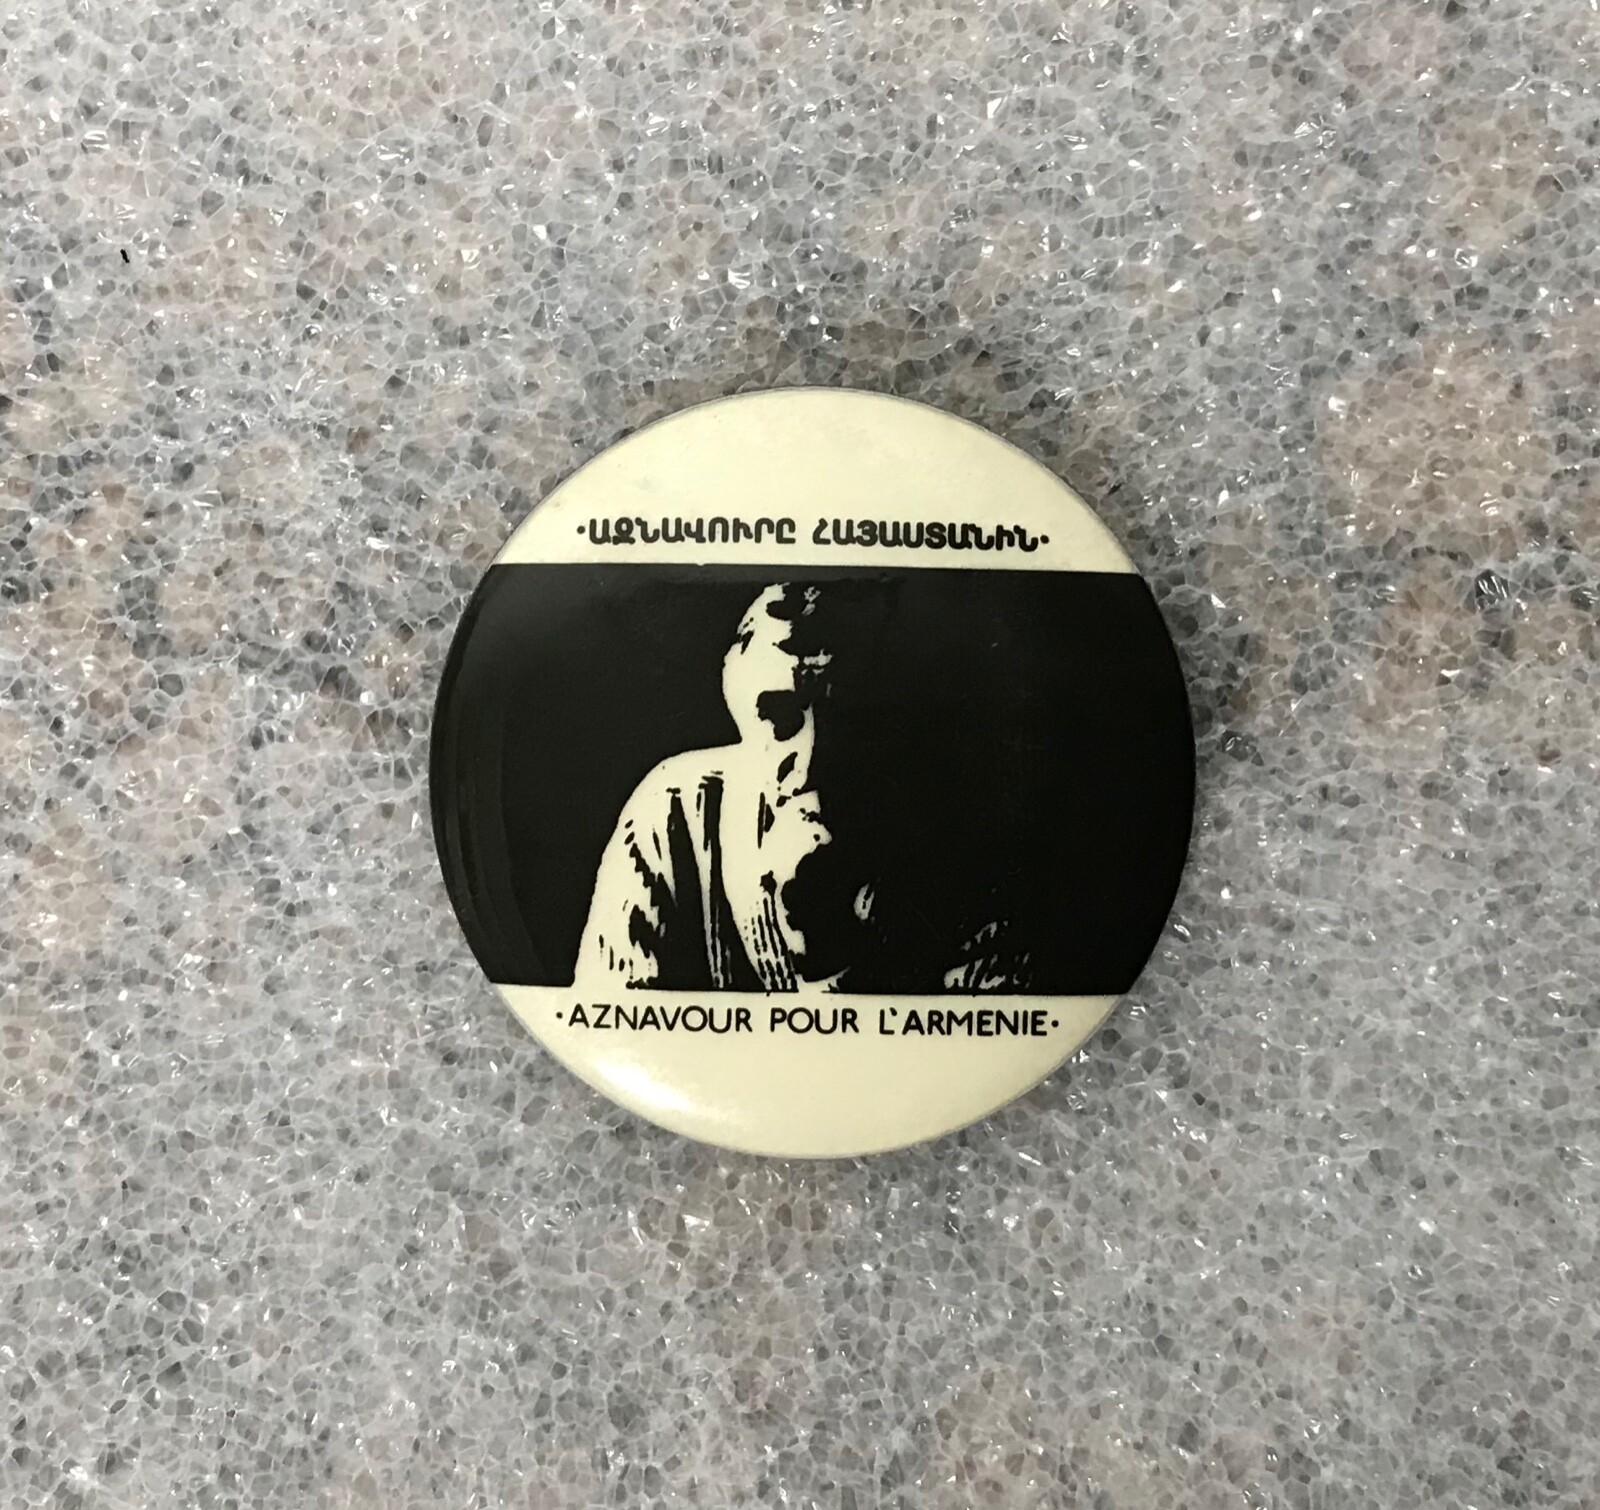 ·ԱԶՆԱՎՈՒՐԸ ՀԱՅԱՍՏԱՆԻՆ·
·AZNAVOUR POUR L'ARMENIE·